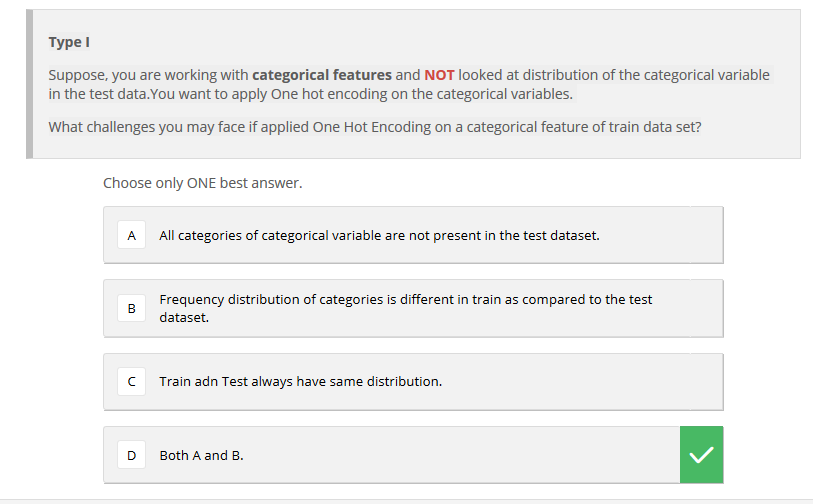 Type I
Suppose, you are working with categorical features and NOT looked at distribution of the categorical variable
in the test data.You want to apply One hot encoding on the categorical variables.
What challenges you may face if applied One Hot Encoding on a categorical feature of train data set?
Choose only ONE best answer.
A All categories of categorical variable are not present in the test dataset.
B Frequency distribution of categories is different in train as compared to the test
dataset.
C Train adn Test always have same distribution.
D Both A and B.